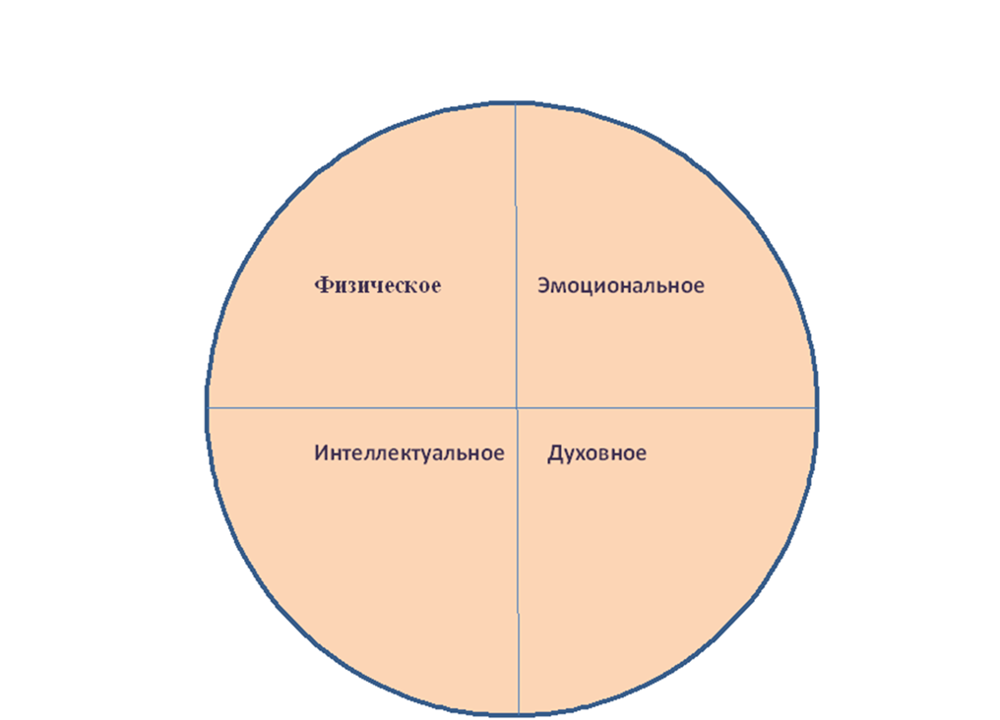 Физическое
Эмоциональное
Интеллектуальное
Духовное